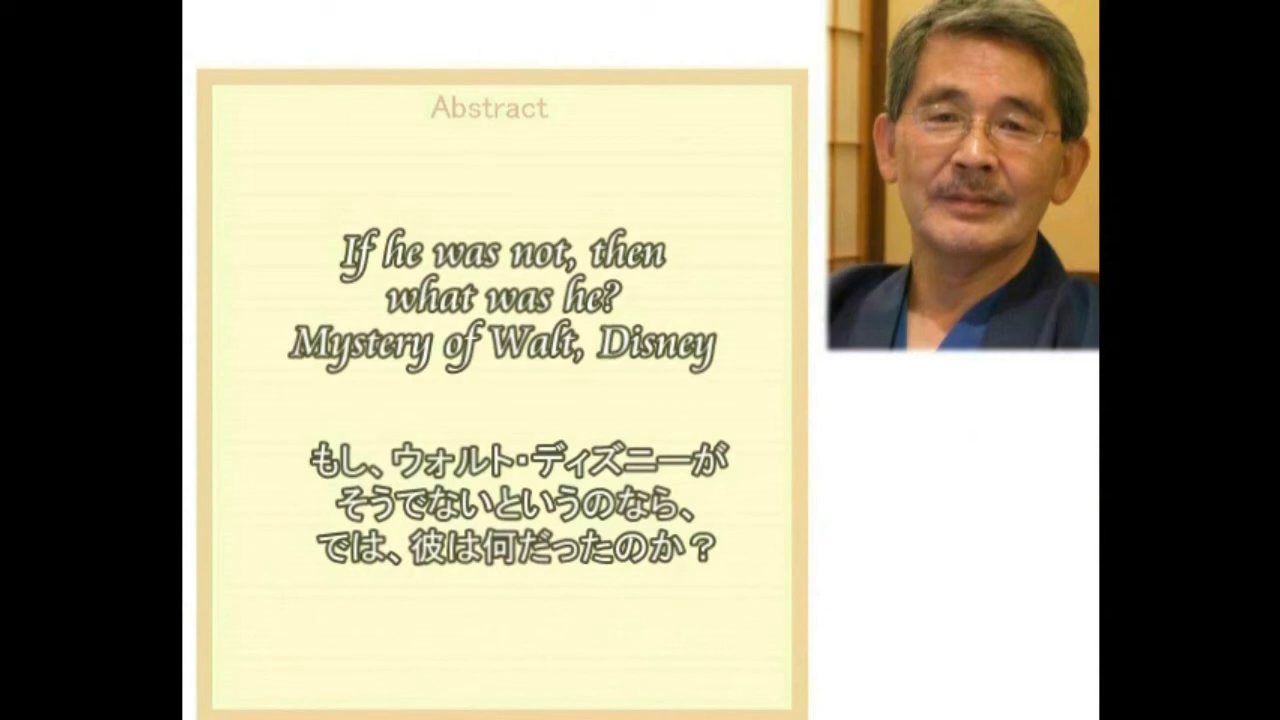 Abstract
If he was not, then
what was he?
Mystery of Walt, Disney
もし、ウォルト・ディズニーが
そうでないというのなら、
では、彼は何だったのか？